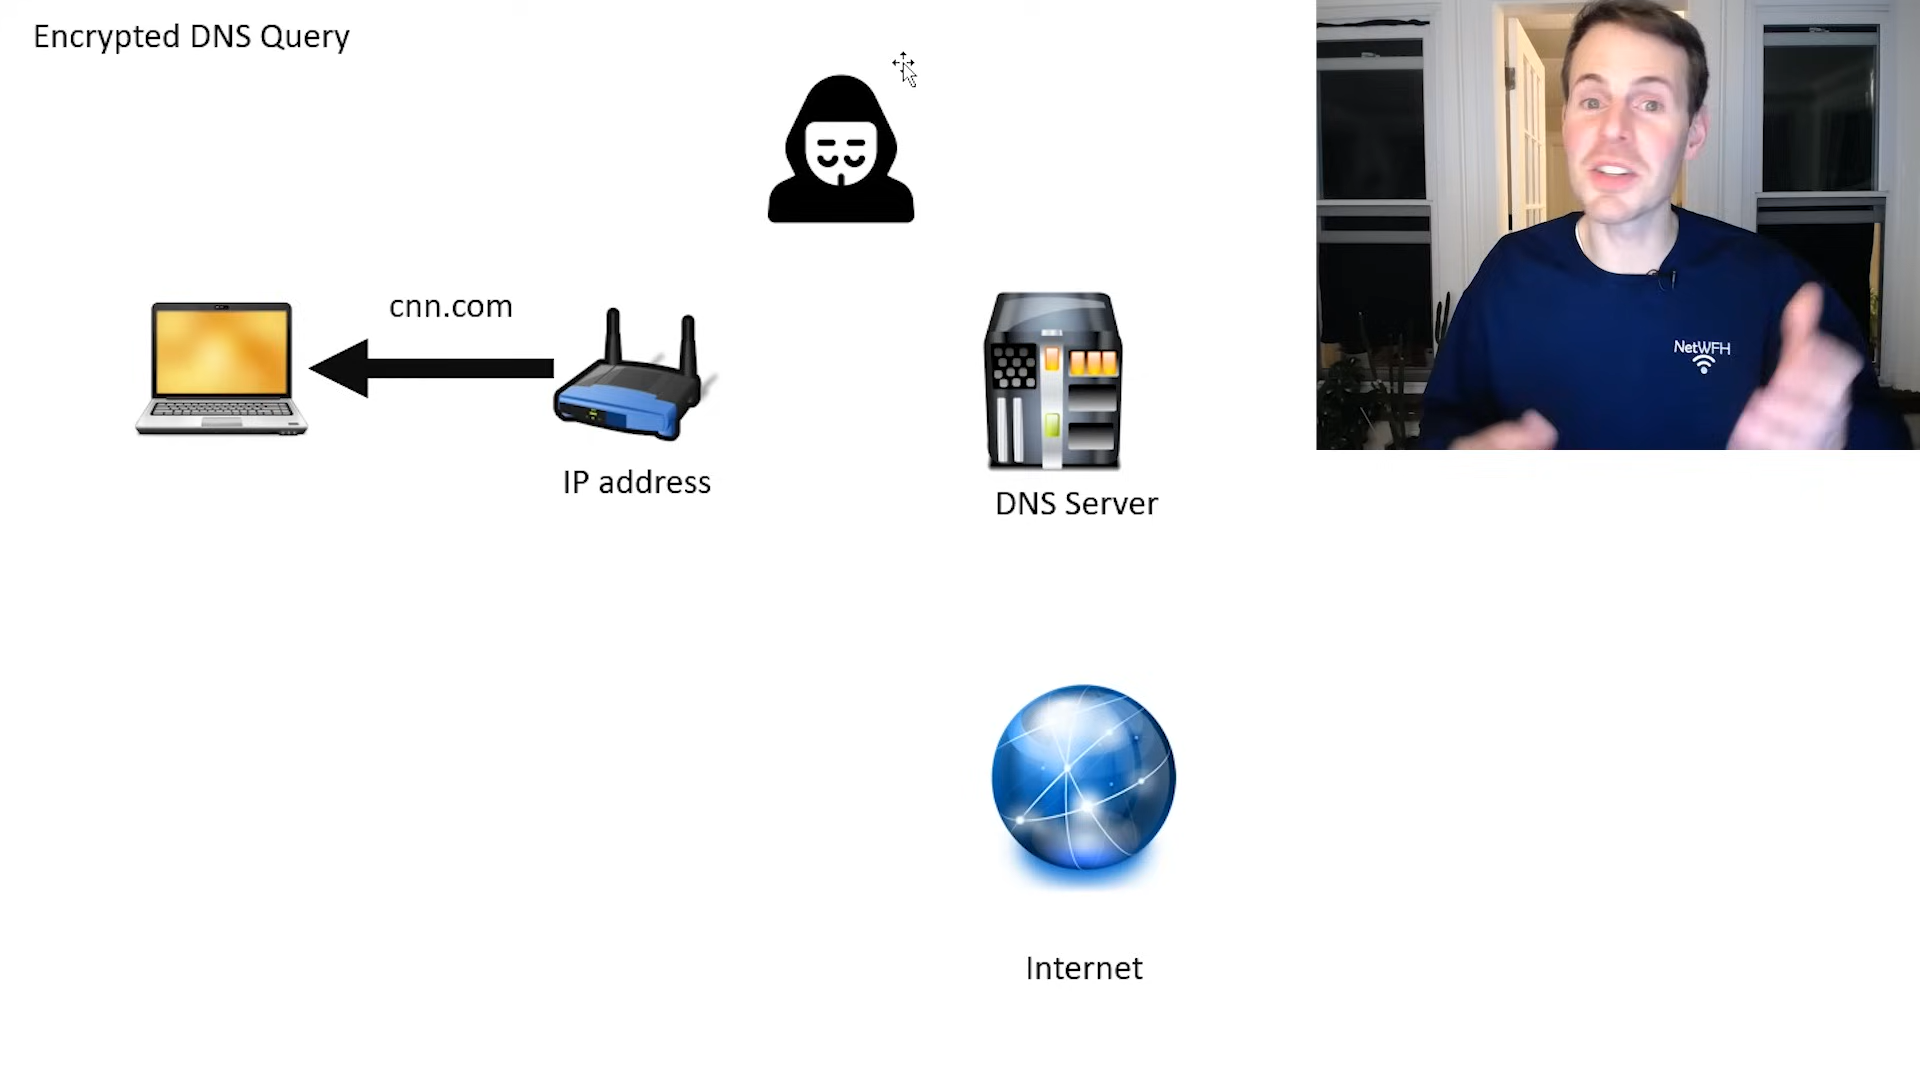 Encrypted DNS Query
cnn.com
IP address
DNS Server
Internet
NetWFH